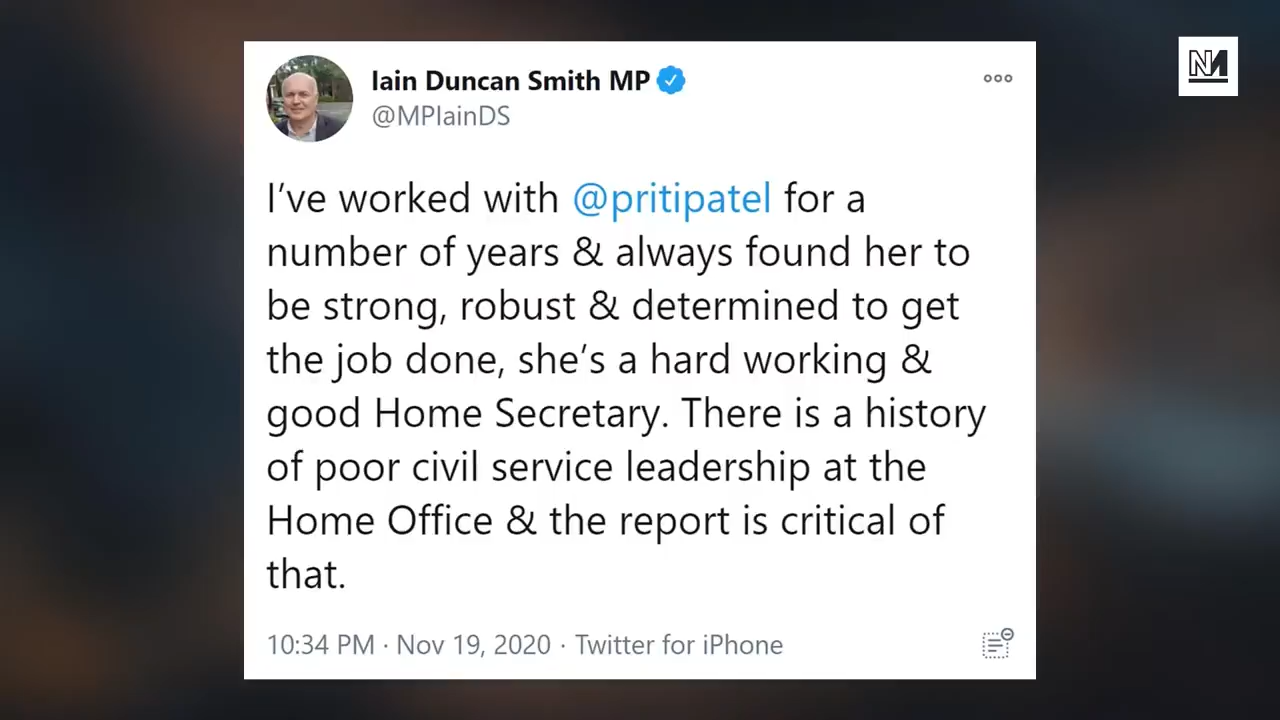 Iain Duncan Smith MP
@MPIainDS
I’ve worked with @pritipatel for a
number of years & always found her to
be strong, robust & determined to get
the job done, she’s a hard working &
good Home Secretary. There is a history
of poor civil service leadership at the
Home Office & the report is critical of
that.
10:34 PM · Nov 19, 2020 · Twitter for iPhone
NM